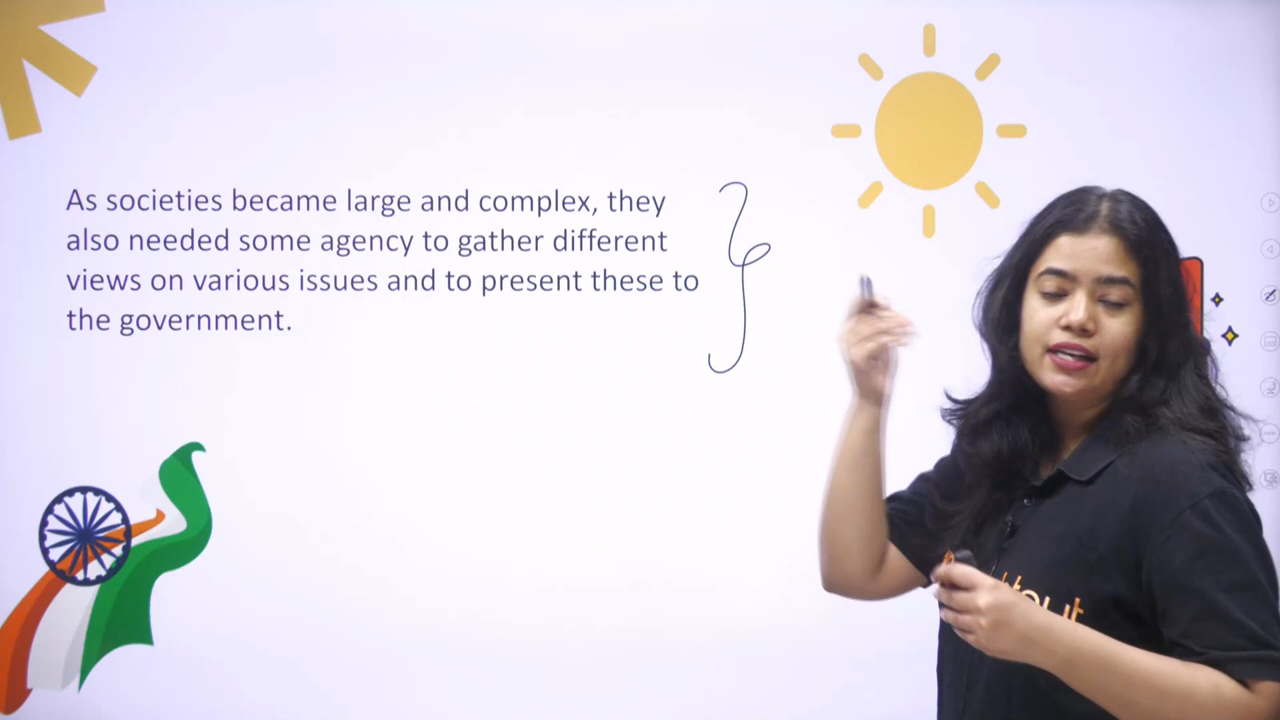 As societies became large and complex, they
also needed some agency to gather different
views on various issues and to present these to
the government.